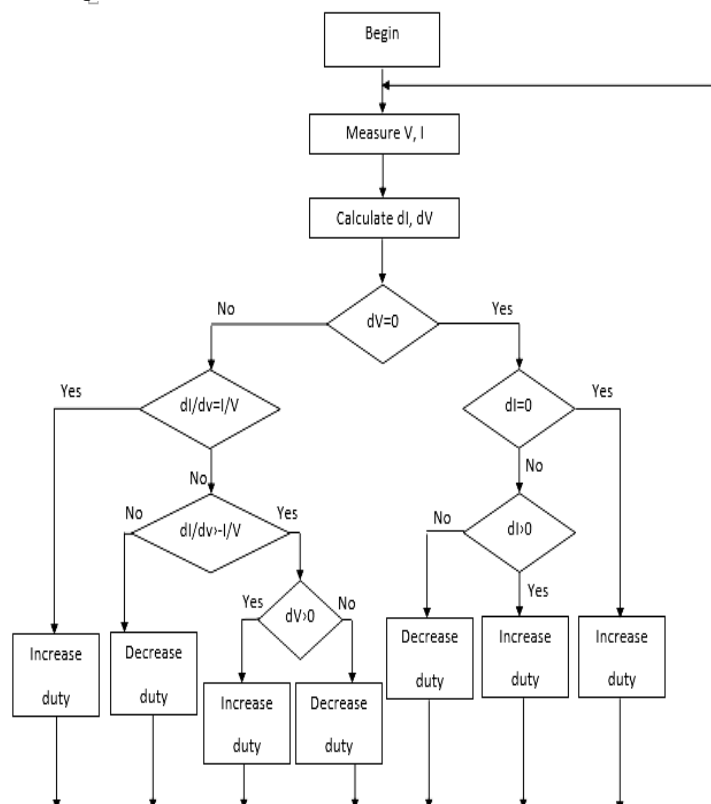 Begin
Measure V, I
Calculate dI, dV
No
Yes
dV=0
Yes
dI/dv=I/V
dI=0
Yes
No
No
No
dI/dv›-I/V
Yes
No
dI›0
Yes
Yes
dV›0
No
Increase
duty
Decrease
duty
Increase
duty
Decrease
duty
Decrease
duty
Increase
duty
Increase
duty